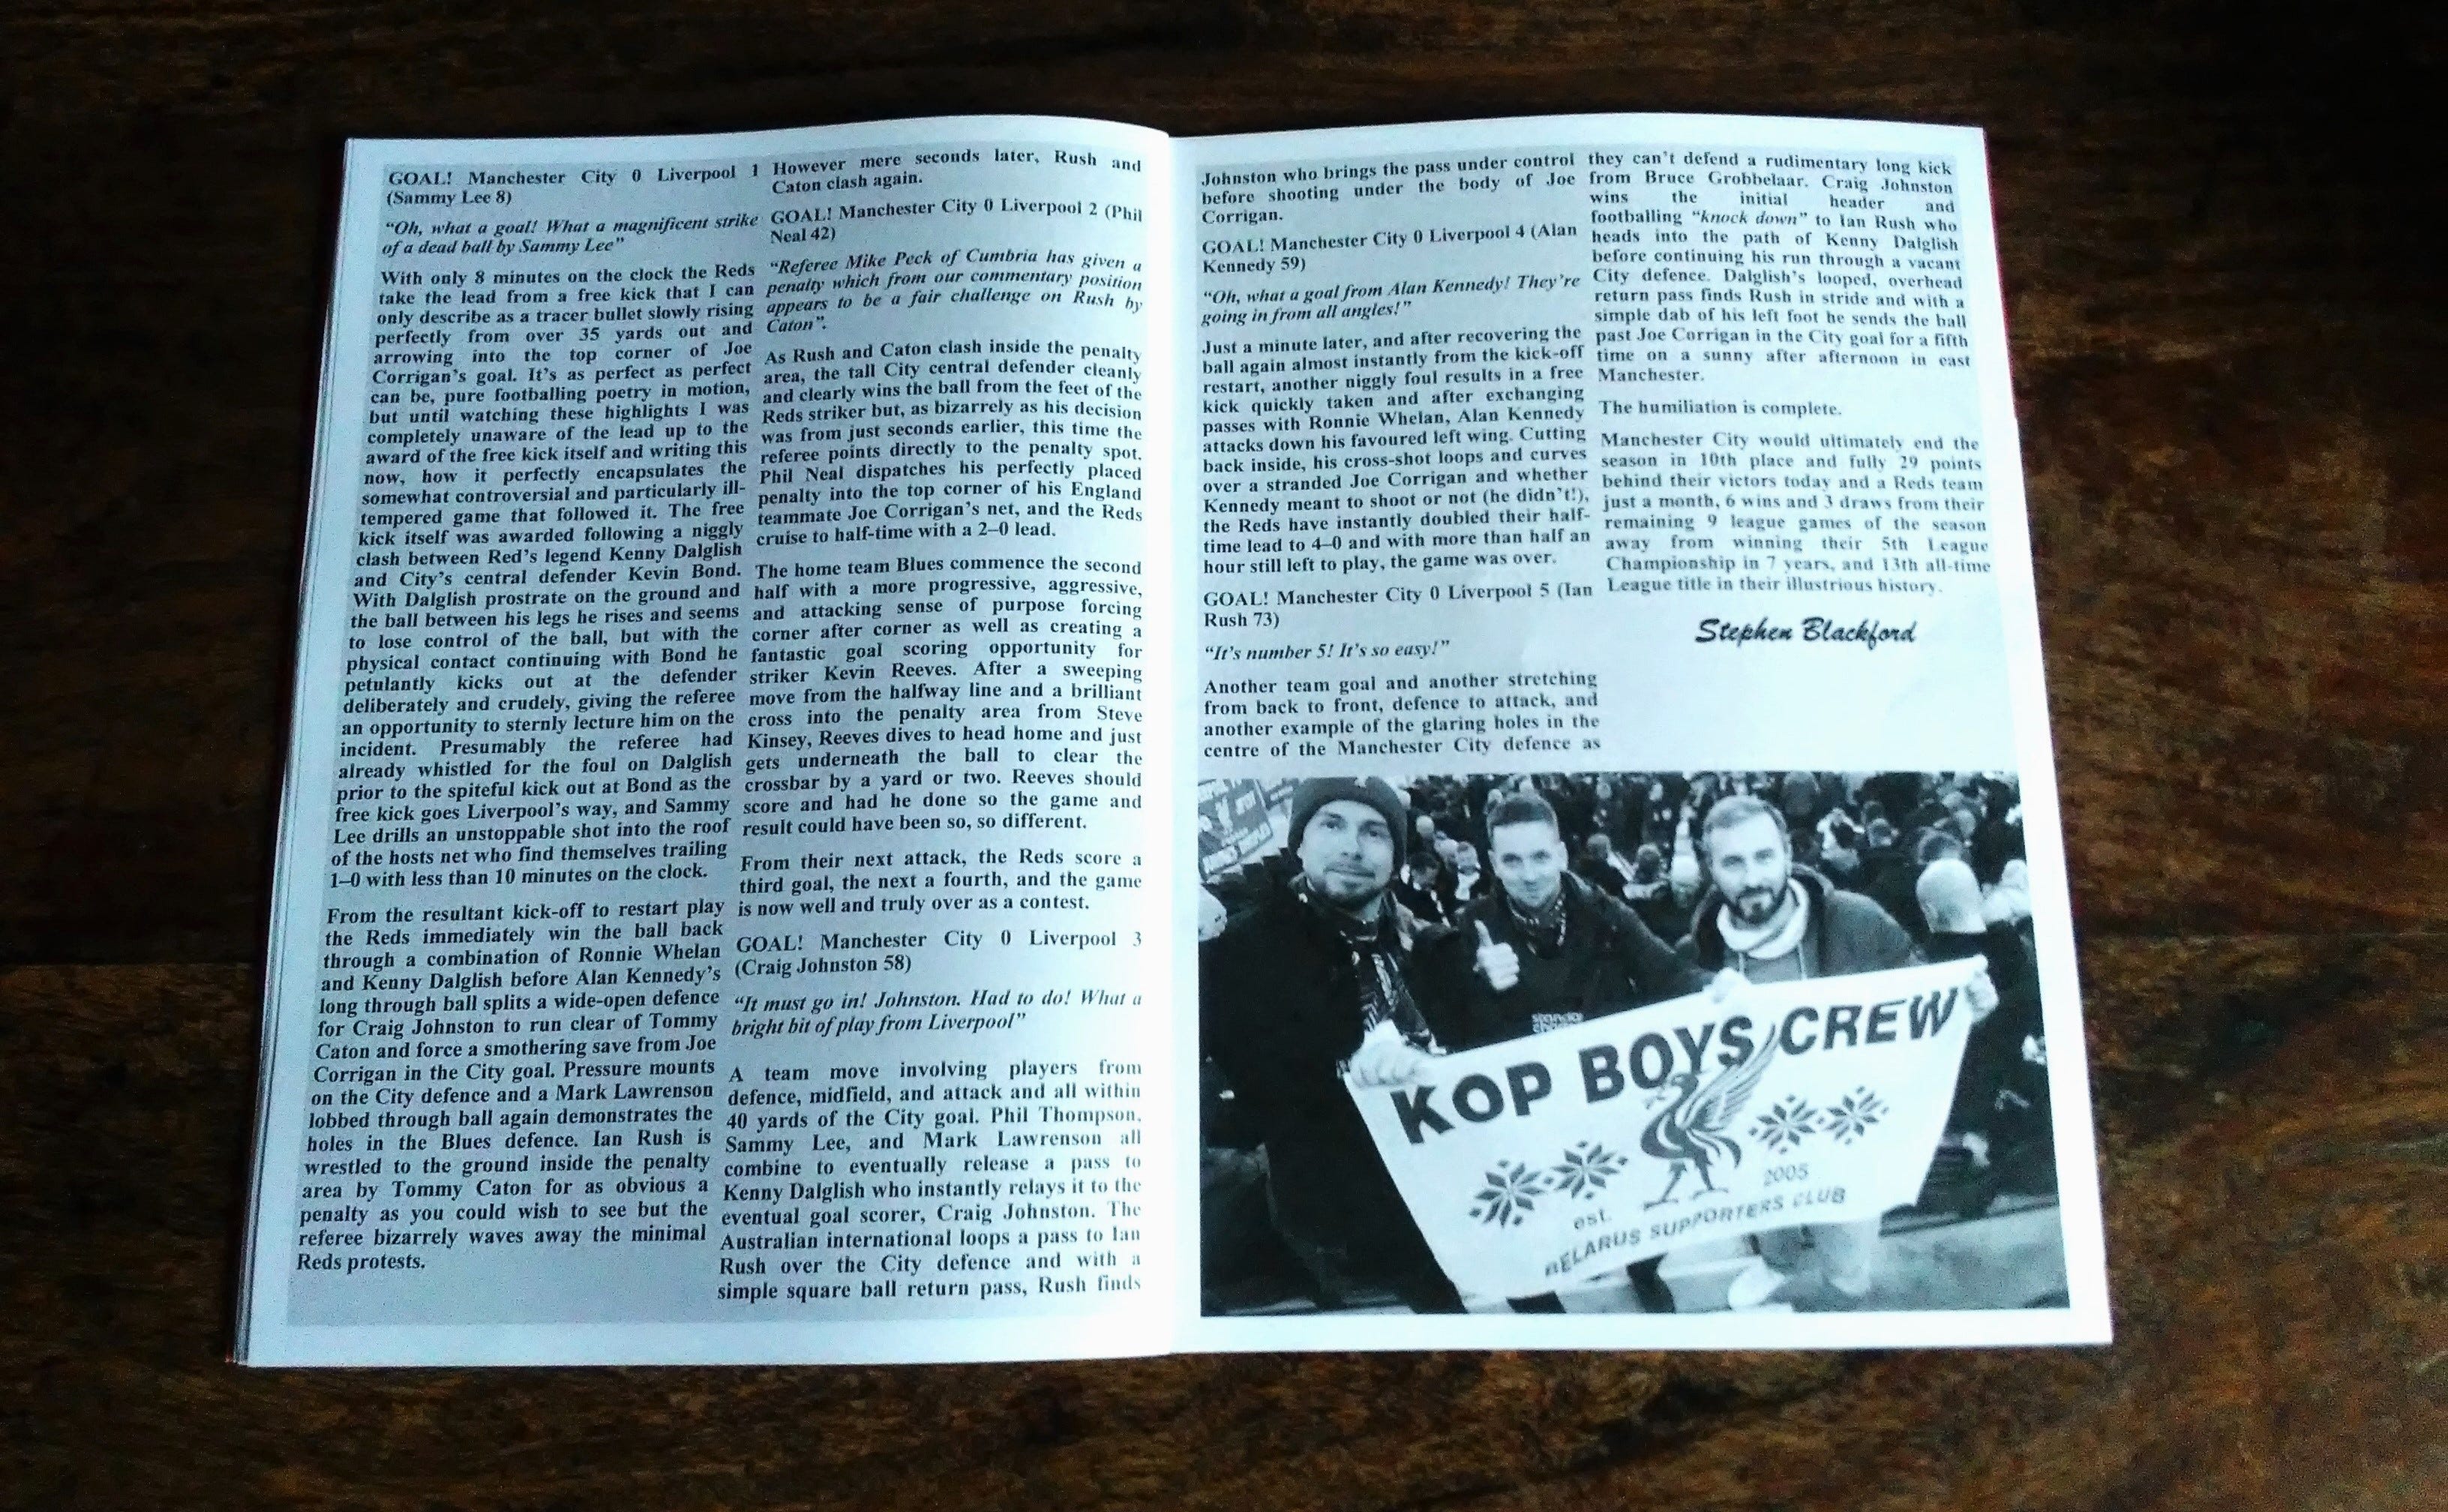 GOAL! Manchester City 0 Liverpool 1
(Sammy Lee 8)
“Oh, what a goal! What a magnificent strike
of a dead ball by Sammy Lee”
With only 8 minutes on the clock the Reds
take the lead from a free kick that I can
only describe as a tracer bullet slowly rising
perfectly from over 35 yards out and
arrowing into the top corner of Joe
Corrigan’s goal. It’s as perfect as perfect
can be, pure footballing poetry in motion,
but until watching these highlights I was
completely unaware of the lead up to the
award of the free kick itself and writing this
now, how it perfectly encapsulates the
somewhat controversial and particularly ill-
tempered game that followed it. The free
kick itself was awarded following a niggly
clash between Red’s legend Kenny Dalglish
and City’s central defender Kevin Bond.
With Dalglish prostrate on the ground and
the ball between his legs he rises and seems
to lose control of the ball, but with the
physical contact continuing with Bond he
petulantly kicks out at the defender
deliberately and crudely, giving the referee
an opportunity to sternly lecture him on the
incident. Presumably the referee had
already whistled for the foul on Dalglish
prior to the spiteful kick out at Bond as the
free kick goes Liverpool’s way, and Sammy
Lee drills an unstoppable shot into the roof
of the hosts net who find themselves trailing
1–0 with less than 10 minutes on the clock.
From the resultant kick-off to restart play
the Reds immediately win the ball back
through a combination of Ronnie Whelan
and Kenny Dalglish before Alan Kennedy’s
long through ball splits a wide-open defence
for Craig Johnston to run clear of Tommy
Caton and force a smothering save from Joe
Corrigan in the City goal. Pressure mounts
on the City defence and a Mark Lawrenson
lobbed through ball again demonstrates the
holes in the Blues defence. Ian Rush is
wrestled to the ground inside the penalty
area by Tommy Caton for as obvious a
penalty as you could wish to see but the
referee bizarrely waves away the minimal
Reds protests.
However mere seconds later, Rush and
Caton clash again.
GOAL! Manchester City 0 Liverpool 2 (Phil
Neal 42)
“Referee Mike Peck of Cumbria has given a
penalty which from our commentary position
appears to be a fair challenge on Rush by
Caton”.
As Rush and Caton clash inside the penalty
area, the tall City central defender cleanly
and clearly wins the ball from the feet of the
Reds striker but, as bizarrely as his decision
was from just seconds earlier, this time the
referee points directly to the penalty spot.
Phil Neal dispatches his perfectly placed
penalty into the top corner of his England
teammate Joe Corrigan’s net, and the Reds
cruise to half-time with a 2–0 lead.
The home team Blues commence the second
half with a more progressive, aggressive,
and attacking sense of purpose forcing
corner after corner as well as creating a
fantastic goal scoring opportunity for
striker Kevin Reeves. After a sweeping
move from the halfway line and a brilliant
cross into the penalty area from Steve
Kinsey, Reeves dives to head home and just
gets underneath the ball to clear the
crossbar by a yard or two. Reeves should
score and had he done so the game and
result could have been so, so different.
From their next attack, the Reds score a
third goal, the next a fourth, and the game
is now well and truly over as a contest.
GOAL! Manchester City 0 Liverpool 3
(Craig Johnston 58)
“It must go in! Johnston. Had to do! What a
bright bit of play from Liverpool”
A team move involving players from
defence, midfield, and attack and all within
40 yards of the City goal. Phil Thompson,
Sammy Lee, and Mark Lawrenson all
combine to eventually release a pass to
Kenny Dalglish who instantly relays it to the
eventual goal scorer, Craig Johnston. The
Australian international loops a pass to Ian
Rush over the City defence and with a
simple square ball return pass, Rush finds
Johnston who brings the pass under control
before shooting under the body of Joe
Corrigan.
GOAL! Manchester City 0 Liverpool 4 (Alan
Kennedy 59)
“Oh, what a goal from Alan Kennedy! They’re
going in from all angles!”
Just a minute later, and after recovering the
ball again almost instantly from the kick-off
restart, another niggly foul results in a free
kick quickly taken and after exchanging
passes with Ronnie Whelan, Alan Kennedy
attacks down his favoured left wing. Cutting
back inside, his cross-shot loops and curves
over a stranded Joe Corrigan and whether
Kennedy meant to shoot or not (he didn’t!),
the Reds have instantly doubled their half-
time lead to 4–0 and with more than half an
hour still left to play, the game was over.
GOAL! Manchester City 0 Liverpool 5 (Ian
Rush 73)
“It’s number 5! It’s so easy!”
Another team goal and another stretching
from back to front, defence to attack, and
another example of the glaring holes in the
centre of the Manchester City defence as
they can’t defend a rudimentary long kick
from Bruce Grobbelaar. Craig Johnston
wins the initial header and
footballing “knock down” to Ian Rush who
heads into the path of Kenny Dalglish
before continuing his run through a vacant
City defence. Dalglish’s looped, overhead
return pass finds Rush in stride and with a
simple dab of his left foot he sends the ball
past Joe Corrigan in the City goal for a fifth
time on a sunny after afternoon in east
Manchester.
The humiliation is complete.
Manchester City would ultimately end the
season in 10th place and fully 29 points
behind their victors today and a Reds team
just a month, 6 wins and 3 draws from their
remaining 9 league games of the season
away from winning their 5th League
Championship in 7 years, and 13th all-time
League title in their illustrious history.
Stephen Blackford
KOP BOYS CREW
est. 2005
BELARUS SUPPORTERS CLUB